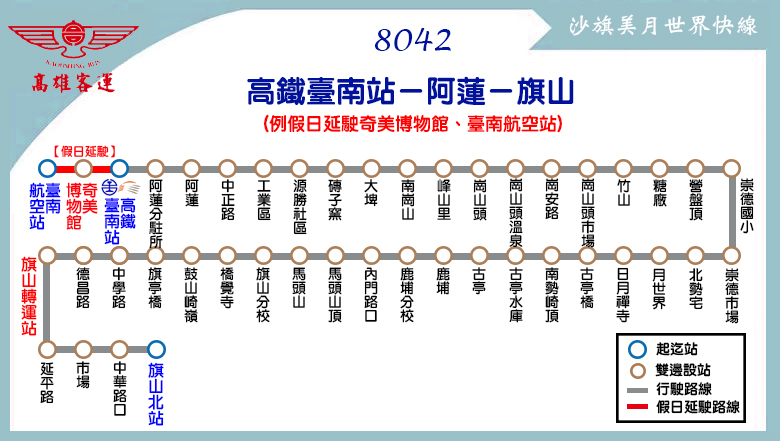 沙旗美月世界快線
8042
KAOHSIUNG BUS
高雄客運
高鐵臺南站－阿蓮－旗山
(例假日延駛奇美博物館、臺南航空站)
【假日延駛】
臺南航空站
奇美博物館
高鐵臺南站
阿蓮分駐所
阿蓮
中正路
工業區
源勝社區
磚子窯
大埤
南崗山
峰山里
崗山頭
崗山頭溫泉
崗安路
崗山頭市場
竹山
糖廠
營盤頂
崇德國小
崇德市場
北勢宅
月世界
日月禪寺
古亭橋
南勢崎頂
古亭水庫
古亭
鹿埔
鹿埔分校
內門路口
馬頭山頂
馬頭山
旗山分校
橋覺寺
鼓山崎嶺
旗亭橋
中學路
德昌路
旗山轉運站
延平路
市場
中華路口
旗山北站
起迄站
雙邊設站
行駛路線
假日延駛路線